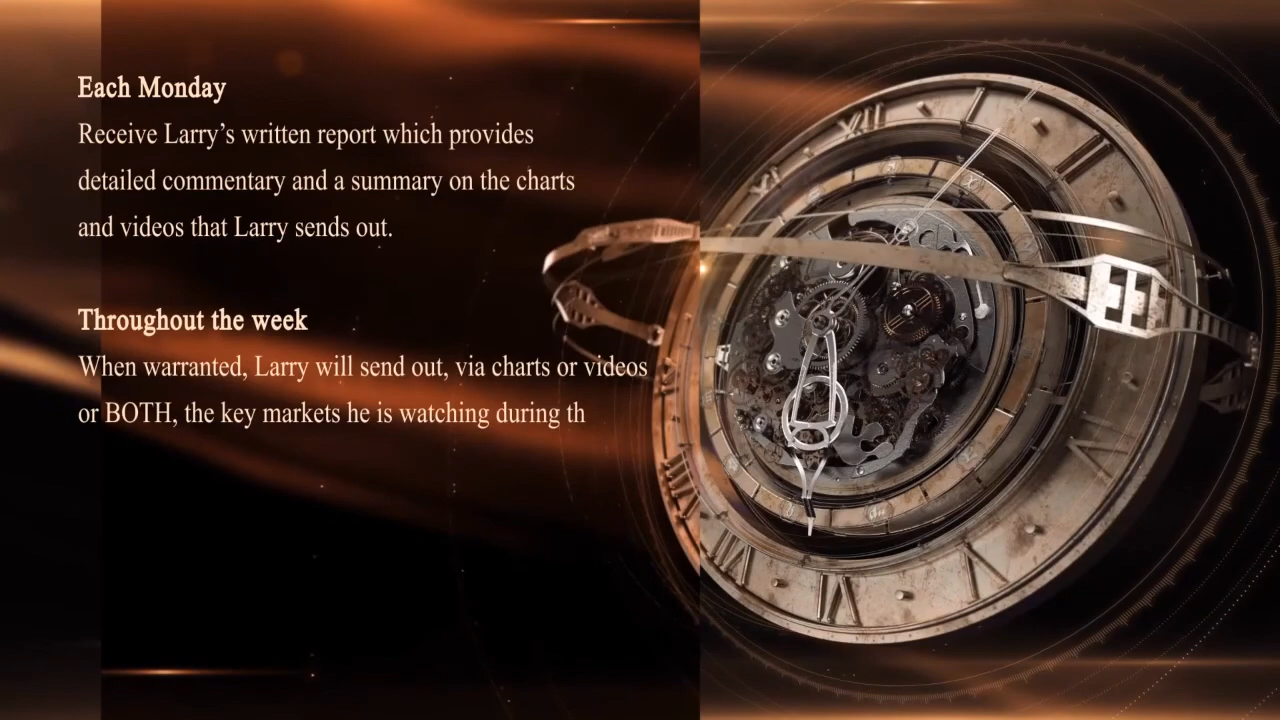 Each Monday
Receive Larry’s written report which provides
detailed commentary and a summary on the charts
and videos that Larry sends out.
Throughout the week
When warranted, Larry will send out, via charts or videos
or BOTH, the key markets he is watching during th